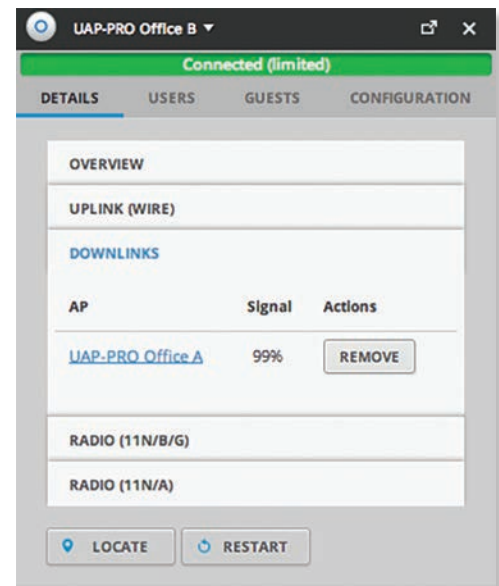 UAP-PRO Office B
Connected (limited)
DETAILS USERS GUESTS CONFIGURATION
OVERVIEW
UPLINK (WIRE)
DOWNLINKS
AP Signal Actions
UAP-PRO Office A 99% REMOVE
RADIO (11N/B/G)
RADIO (11N/A)
LOCATE RESTART